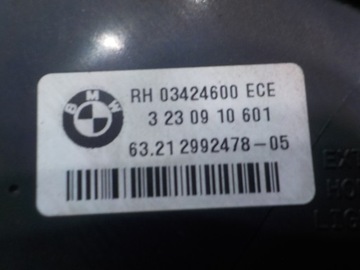 BMW
RH 03424600 ECE
3 23 09 10 601
63.21 2992478-05